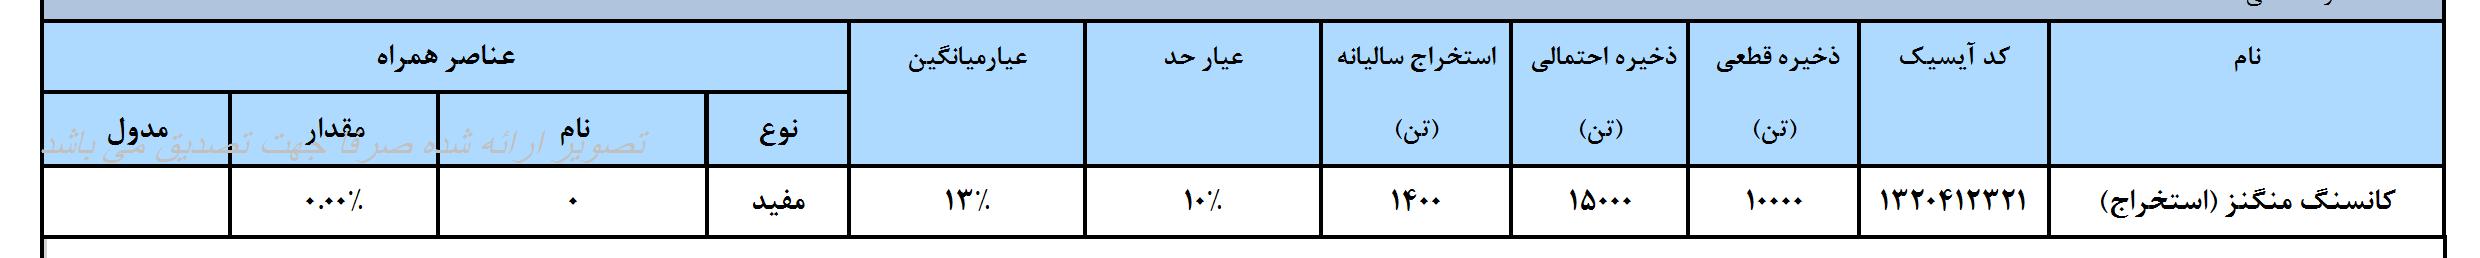 نام	کد آیسیک	ذخیره قطعی (تن)	ذخیره احتمالی (تن)	استخراج سالیانه (تن)	عیار حد	عیارمیانگین	عناصر همراه
نوع	نام	مقدار	مدول
تصویر ارائه شده صرفا جهت تصدیق می باشد
کانسنگ منگنز (استخراج)	۱۳۲۰۴۱۲۳۲۱	۱۰۰۰۰	۱۵۰۰۰	۱۴۰۰	۱۰٪	۱۳٪	مفید	۰	۰.۰۰٪